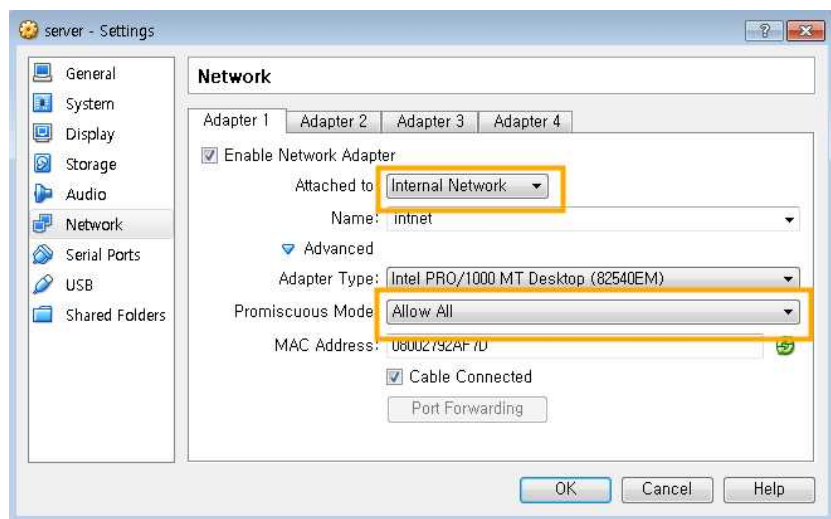 server - Settings
?
General
System
Display
Storage
Audio
Network
Serial Ports
USB
Shared Folders
Network
Adapter 1 Adapter 2 Adapter 3 Adapter 4
Enable Network Adapter
Attached to Internal Network
Name: intnet
Advanced
Adapter Type: Intel PRO/1000 MT Desktop (82540EM)
Promiscuous Mode Allow All
MAC Address: 08002792AF7D
Cable Connected
Port Forwarding
OK Cancel Help